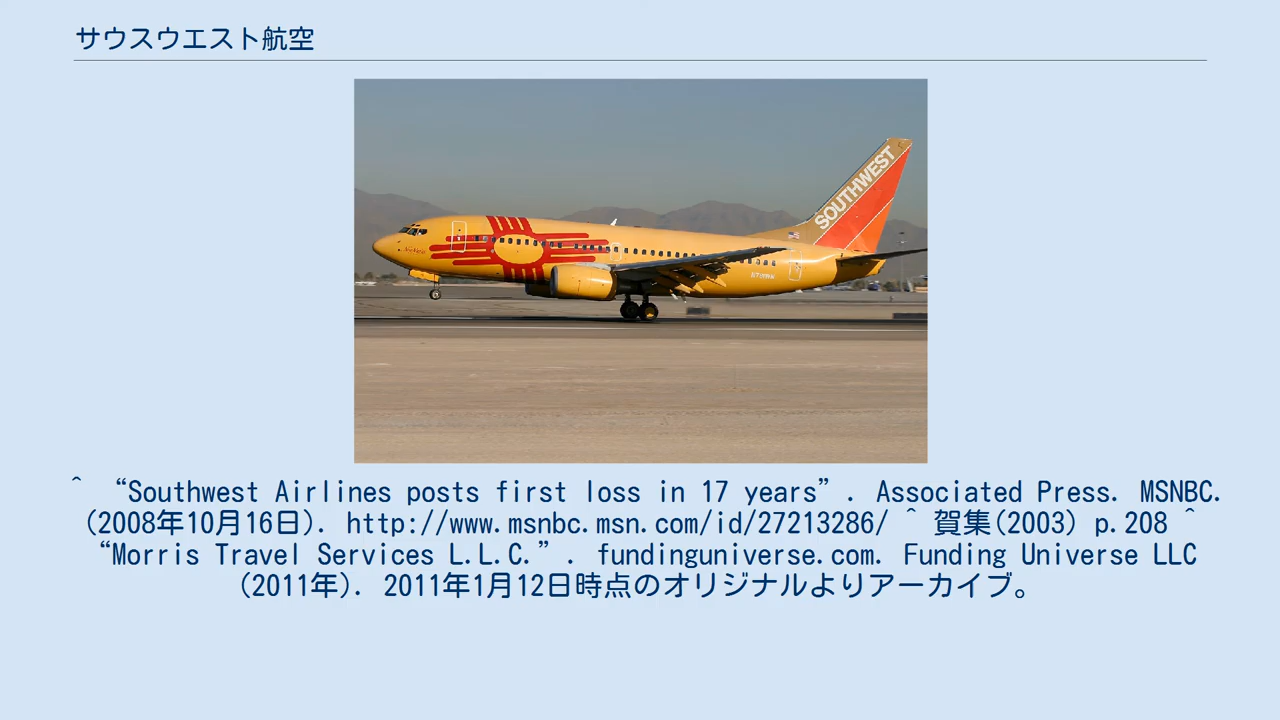 サウスウエスト航空
SOUTHWEST
^ “Southwest Airlines posts first loss in 17 years”. Associated Press. MSNBC.
(2008年10月16日). http://www.msnbc.msn.com/id/27213286/ ^ 賀集(2003) p.208 ^
“Morris Travel Services L.L.C.”. fundinguniverse.com. Funding Universe LLC
(2011年). 2011年1月12日時点のオリジナルよりアーカイブ。